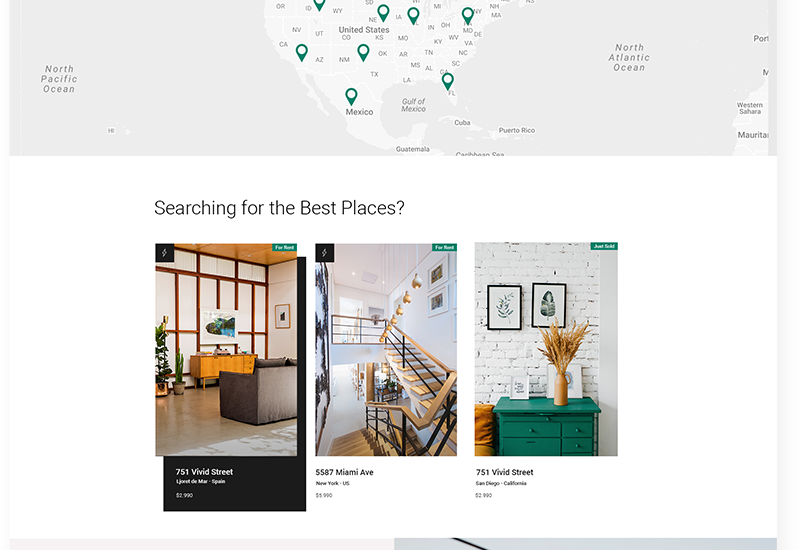 OR
ID
WY
SD
WI
MI
NY
NH
MA
NV
UT
NE
IA
IN
OH
MD
DE
NJ
United States
CO
KS
MO
KY
WV
VA
CA
AZ
NM
OK
AR
TN
NC
SC
MS
AL
GA
TX
LA
FL
North
Pacific
Ocean
North
Atlantic
Ocean
Port
M
Mexico
Gulf of
Mexico
Western
Sahara
HI
Cuba
Puerto Rico
Mauritan
Guatemala
Caribbean Sea
Searching for the Best Places?
For Rent
For Rent
Just Sold
751 Vivid Street
Ljoret de Mar - Spain
$2.990
5587 Miami Ave
New York - US
$5.990
751 Vivid Street
San Diego - California
$2.990